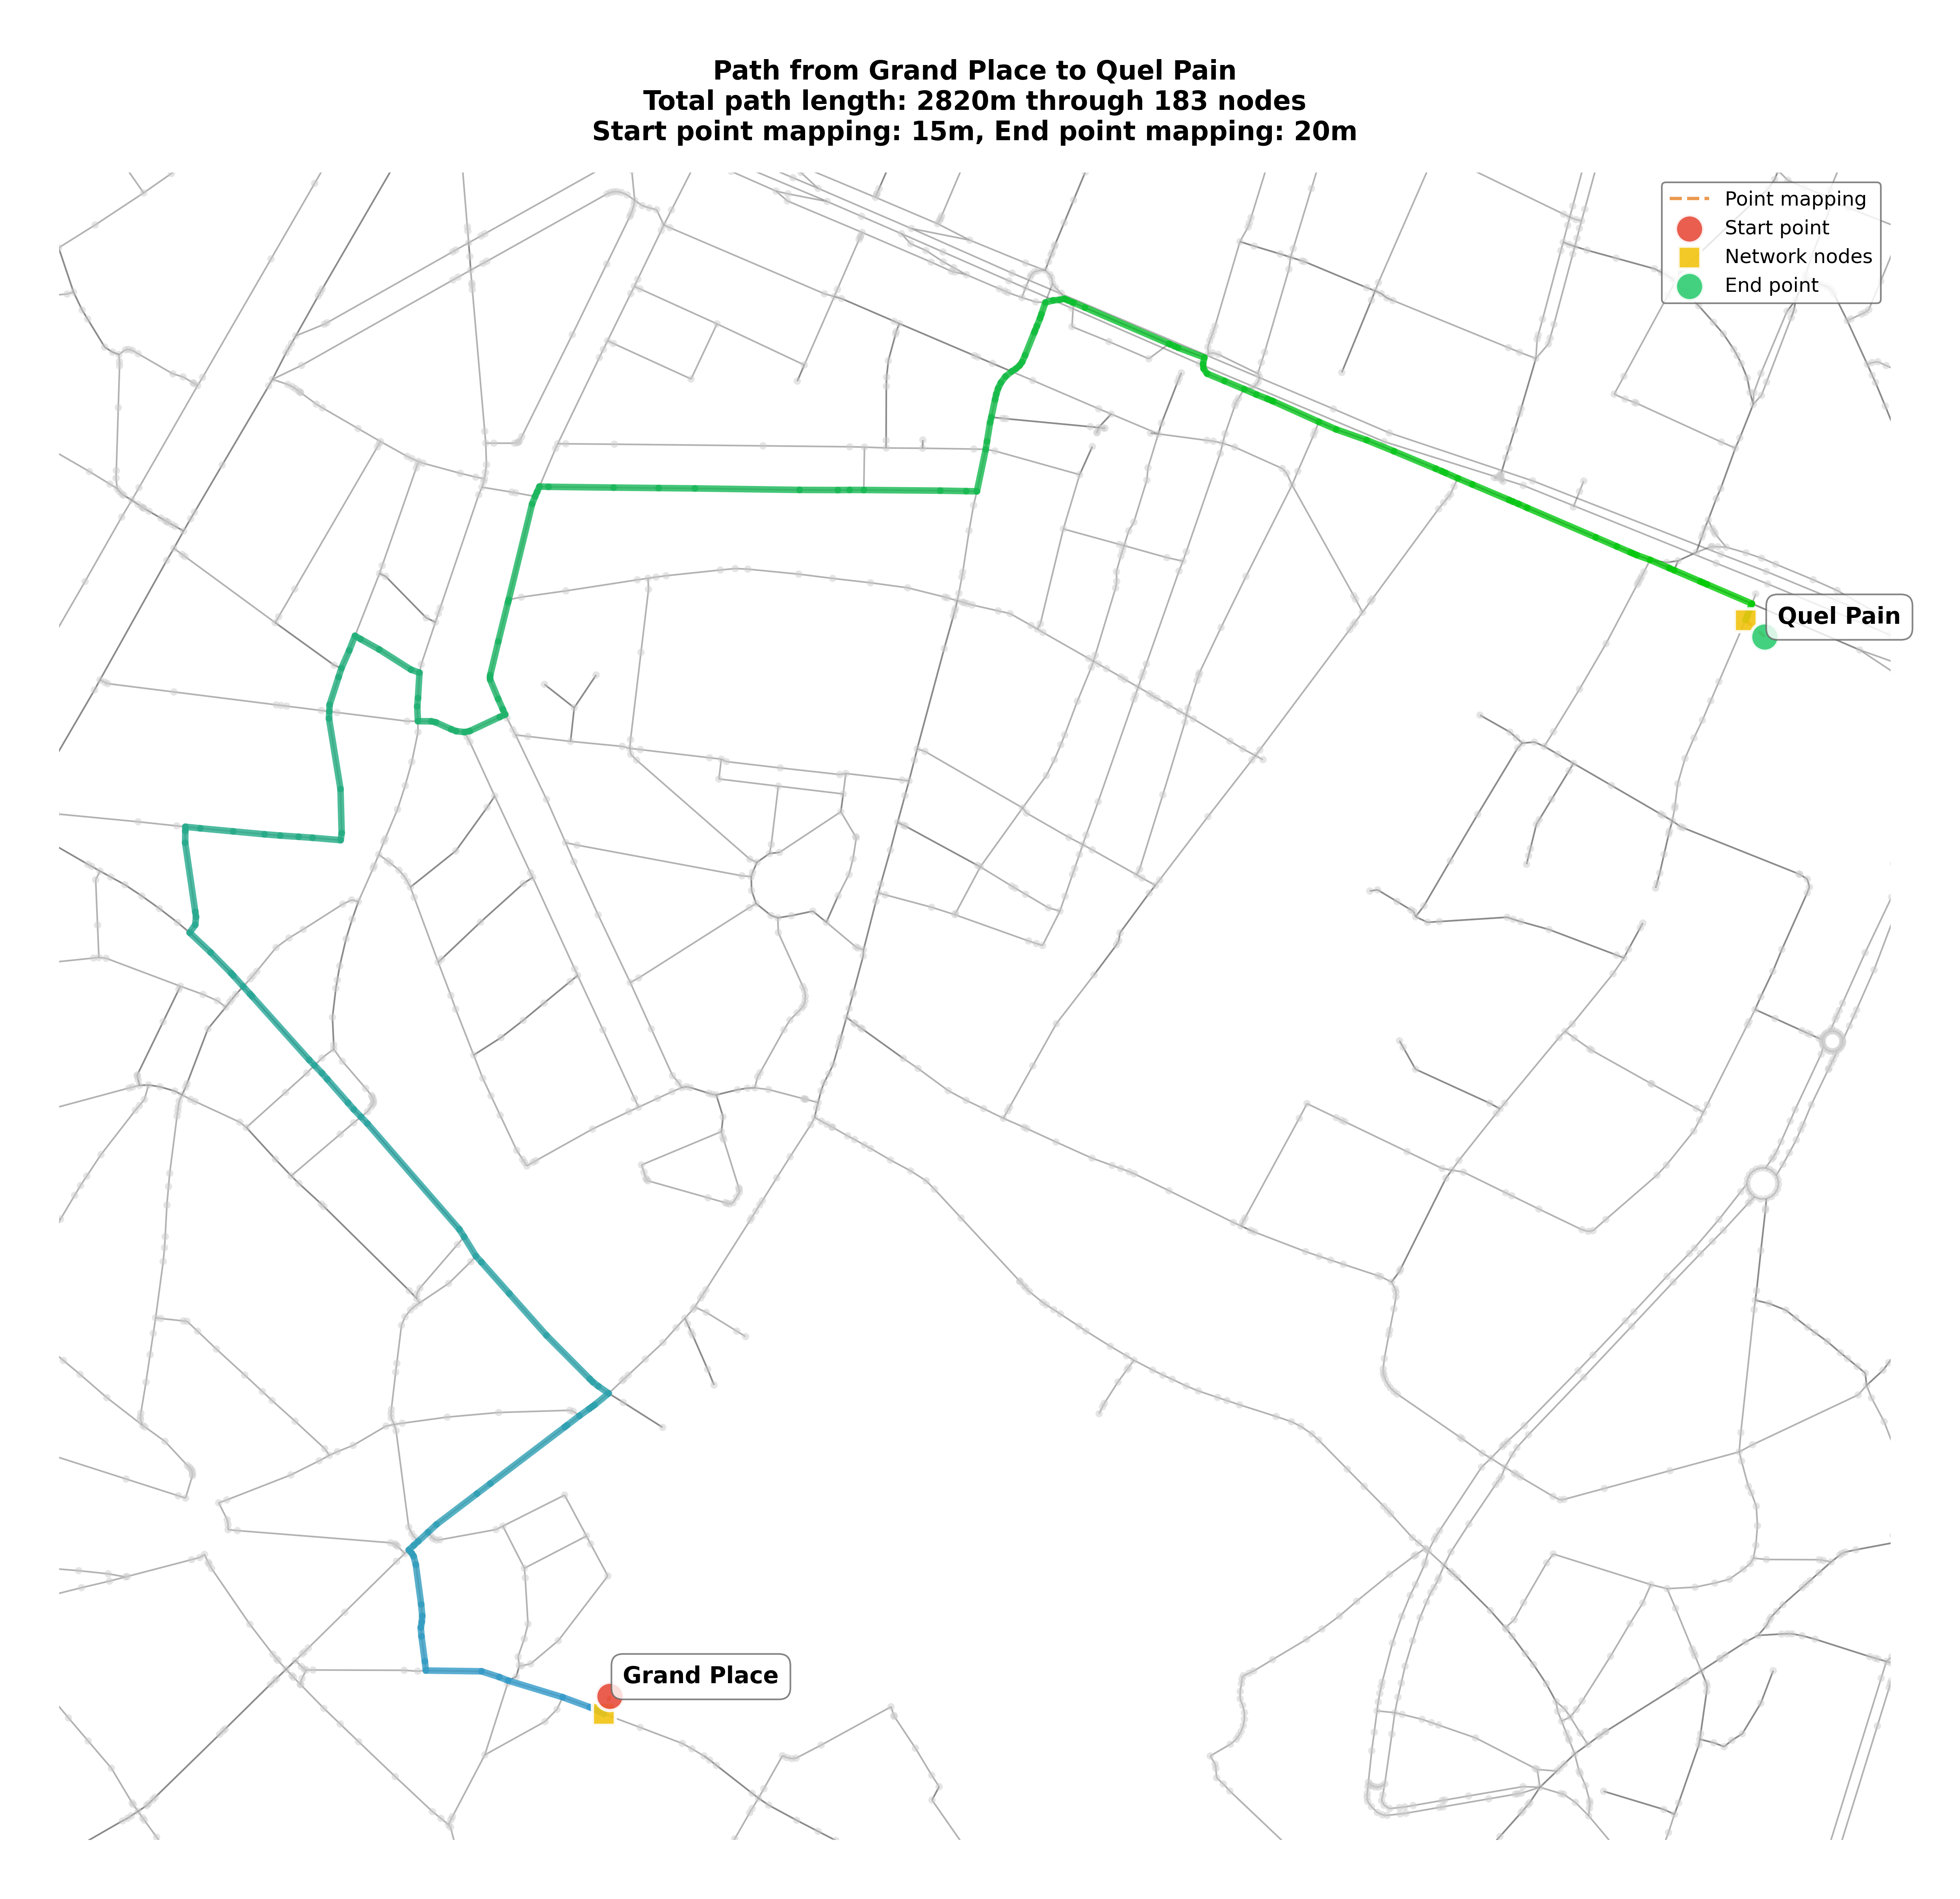 Path from Grand Place to Quel Pain
Total path length: 2820m through 183 nodes
Start point mapping: 15m, End point mapping: 20m
Point mapping
Start point
Network nodes
End point
Quel Pain
Grand Place